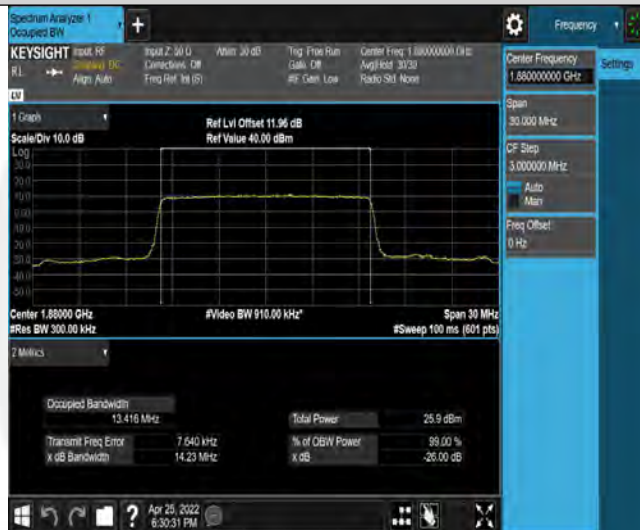 Spectrum Analyzer 1
Occupied BW
Frequency
KEYSIGHT
Input: RF
Coupling: DC
Align: Auto
Input Z: 50 Ω
Corrections: Off
Freq Ref: Int (S)
Atten: 30 dB
Trig: Free Run
Gate: Off
#IF Gain: Low
Center Freq: 1.880000000 GHz
Avg|Hold: 30/30
Radio Std: None
Center Frequency
1.880000000 GHz
Settings
Span
30.000 MHz
CF Step
3.000000 MHz
Auto
Man
Freq Offset
0 Hz
1 Graph
Scale/Div 10.0 dB
Ref Lvl Offset 11.96 dB
Ref Value 40.00 dBm
Log
Center 1.88000 GHz
#Res BW 300.00 kHz
#Video BW 910.00 kHz*
Span 30 MHz
#Sweep 100 ms (601 pts)
2 Metrics
Occupied Bandwidth
13.416 MHz
Total Power
25.9 dBm
Transmit Freq Error
7.640 kHz
% of OBW Power
99.00 %
x dB Bandwidth
14.23 MHz
x dB
-26.00 dB
Apr 25, 2022
6:30:31 PM